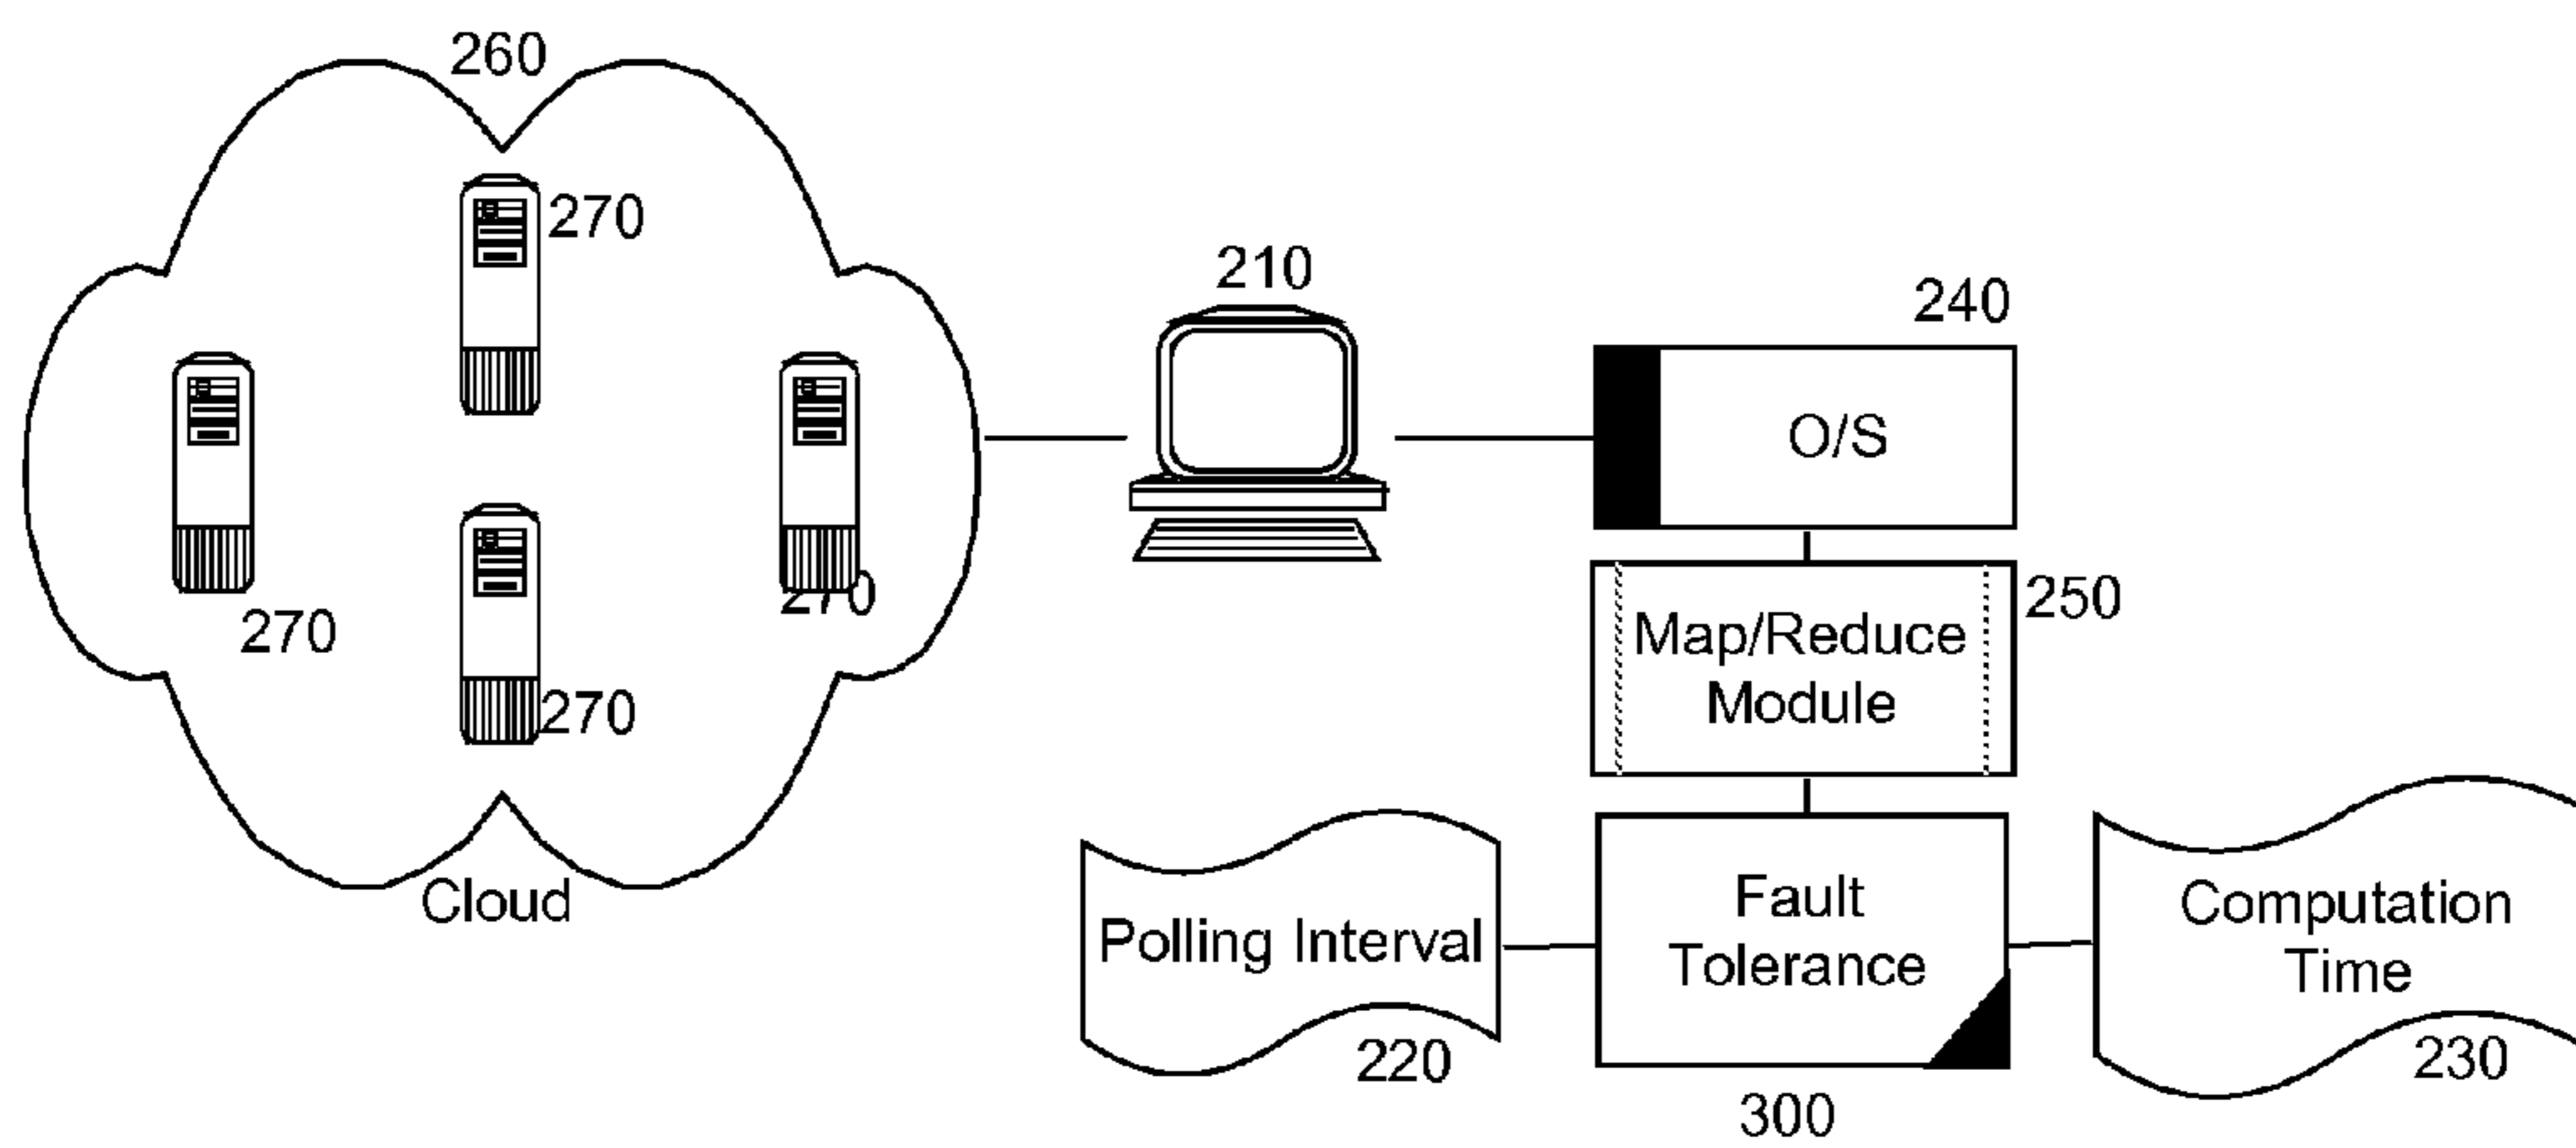 260
270
210
240
O/S
270
270
250
Map/Reduce
Module
270
Cloud
Polling Interval
220
Fault
Tolerance
300
Computation
Time
230